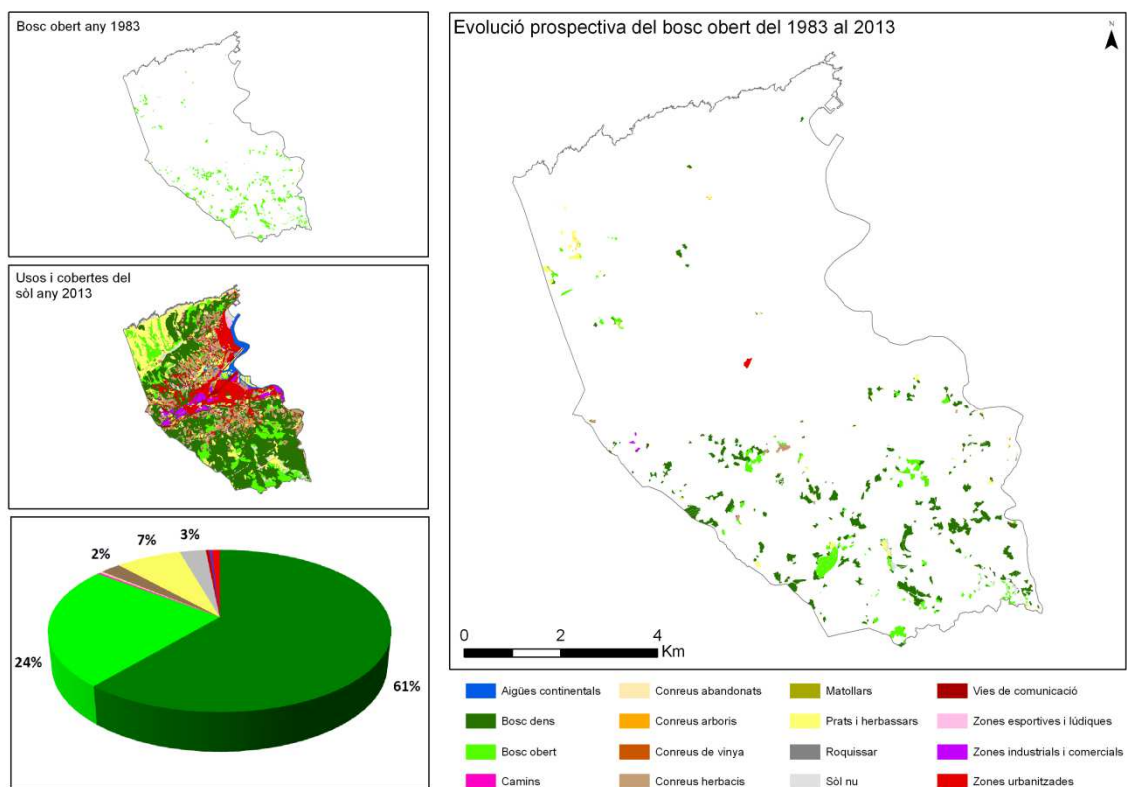 Bosc obert any 1983
Usos i cobertes del
sòl any 2013
2%
7%
3%
24%
61%
Evolució prospectiva del bosc obert del 1983 al 2013
N
0
2
4
Km
Aigües continentals
Bosc dens
Bosc obert
Camins
Conreus abandonats
Conreus arboris
Conreus de vinya
Conreus herbacis
Matollars
Prats i herbassars
Roquissar
Sòl nu
Vies de comunicació
Zones esportives i lúdiques
Zones industrials i comercials
Zones urbanitzades